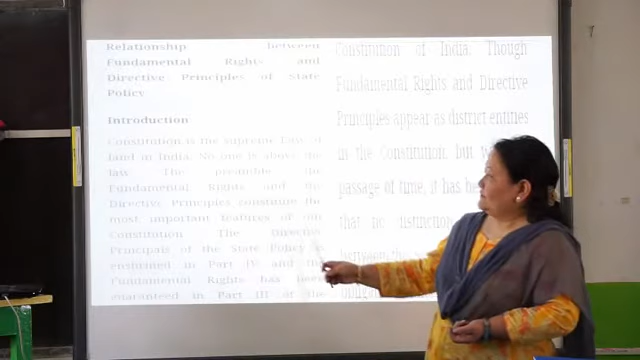 Relationship between
Fundamental Rights and
Directive Principles of State
Policy
Introduction
Constitution is the supreme Law of
land in India. No one is above the
law. The preamble, the
Fundamental Rights and the
Directive Principles constitute the
most important features of our
Constitution. The Directive
Principals of the State Policy is
enshrined in Part IV and the
Fundamental Rights has been
guaranteed in Part III of the
Constitution of India. Though
Fundamental Rights and Directive
Principles appear as district entities
in the Constitution, but
passage of time, it has
that no distinction
between the